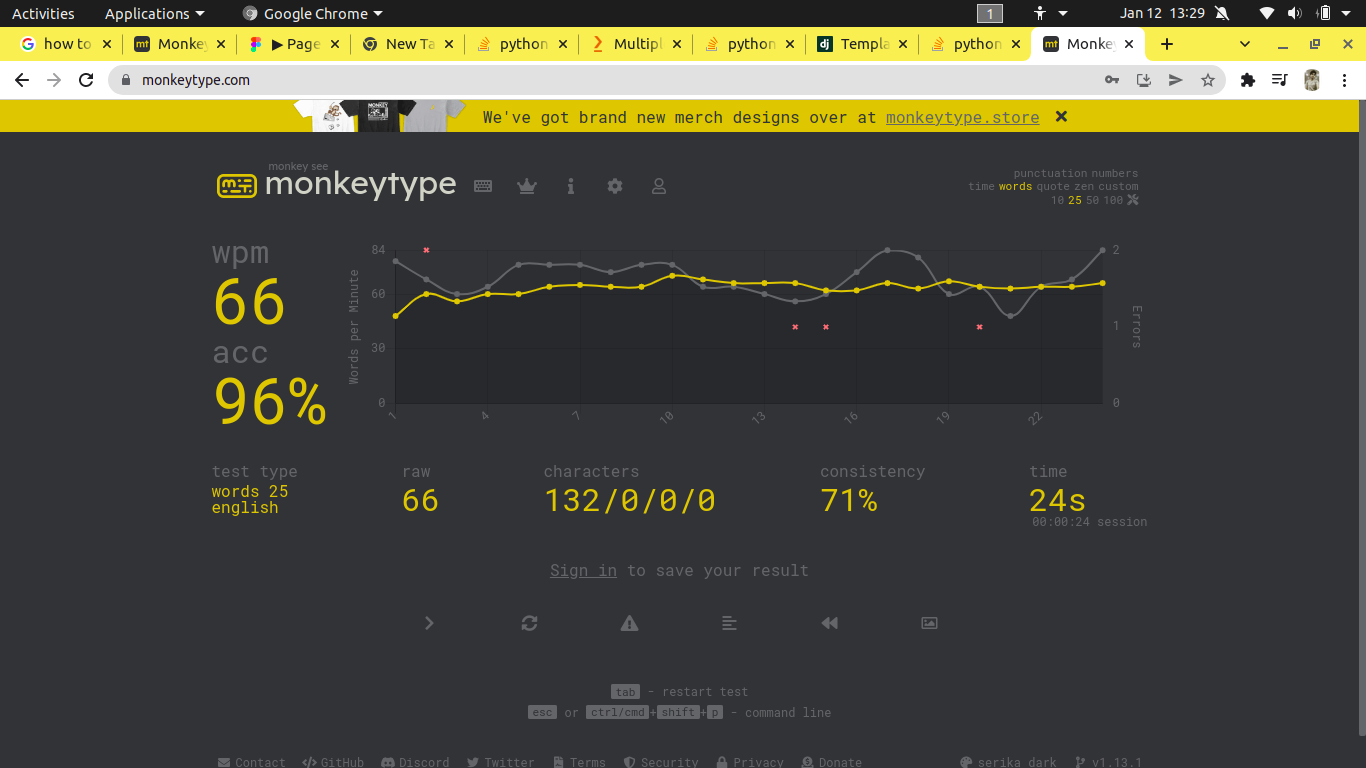 Activities Applications Google Chrome 1 Jan 12 13:29
how to Monkey ▶ Page New Ta python Multipl python Templa python Monke
monkeytype.com
We've got brand new merch designs over at monkeytype.store
monkey see
monkeytype
punctuation numbers
time words quote zen custom
10 25 50 100
wpm
66
acc
96%
Words per Minute
84
60
30
0
1 4 7 10 13 16 19 22
2
1
0
Errors
test type
words 25
english
raw
66
characters
132/0/0/0
consistency
71%
time
24s
00:00:24 session
Sign in to save your result
tab - restart test
esc or ctrl/cmd+shift+p - command line
Contact GitHub Discord Twitter Terms Security Privacy Donate serika dark v1.13.1